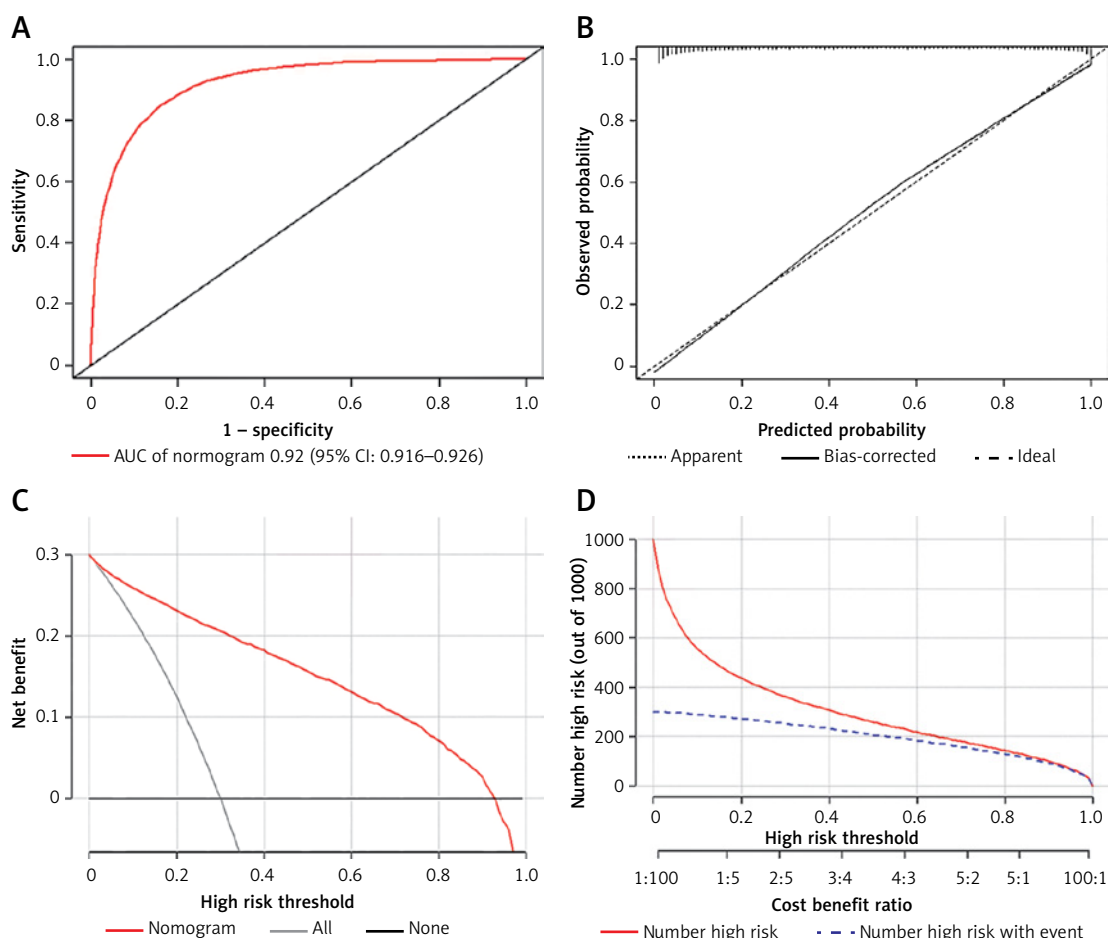 A
1.0
0.8
0.6
0.4
0.2
0
Sensitivity
0 0.2 0.4 0.6 0.8 1.0
1 – specificity
AUC of normogram 0.92 (95% CI: 0.916–0.926)
B
1.0
0.8
0.6
0.4
0.2
0
Observed probability
0 0.2 0.4 0.6 0.8 1.0
Predicted probability
Apparent Bias-corrected Ideal
C
0.3
0.2
0.1
0
Net benefit
0 0.2 0.4 0.6 0.8 1.0
High risk threshold
Nomogram All None
D
1000
800
600
400
200
0
Number high risk (out of 1000)
0 0.2 0.4 0.6 0.8 1.0
High risk threshold
1:100 1:5 2:5 3:4 4:3 5:2 5:1 100:1
Cost benefit ratio
Number high risk Number high risk with event